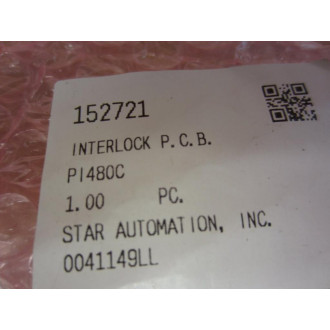 152721
INTERLOCK P.C.B.
PI480C
1.00 PC.
STAR AUTOMATION, INC.
0041149LL